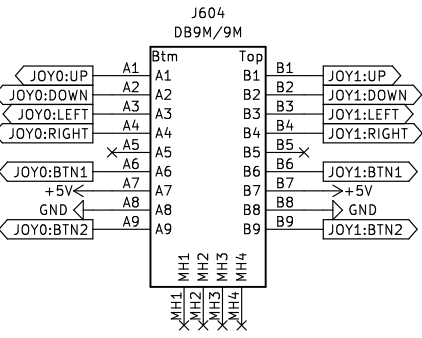 J604
DB9M/9M
Btm Top
JOY0:UP A1 A1 B1 B1 JOY1:UP
JOY0:DOWN A2 A2 B2 B2 JOY1:DOWN
JOY0:LEFT A3 A3 B3 B3 JOY1:LEFT
JOY0:RIGHT A4 A4 B4 B4 JOY1:RIGHT
A5 A5 B5 B5
JOY0:BTN1 A6 A6 B6 B6 JOY1:BTN1
+5V A7 A7 B7 B7 +5V
GND A8 A8 B8 B8 GND
JOY0:BTN2 A9 A9 B9 B9 JOY1:BTN2
MH1 MH2 MH3 MH4
MH1 MH2 MH3 MH4